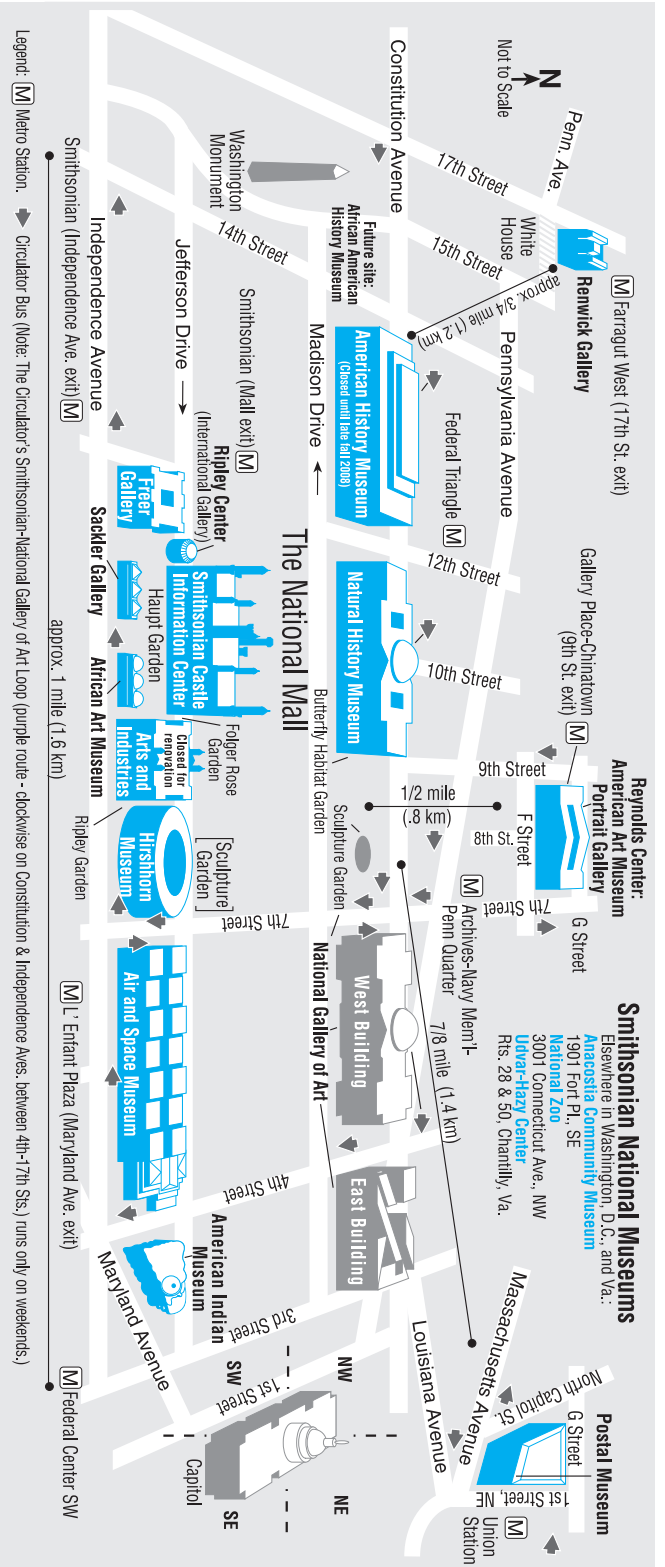 Smithsonian National Museums
Elsewhere in Washington, D.C., and Va.:
Anacostia Community Museum
1901 Fort Pl., SE
National Zoo
3001 Connecticut Ave., NW
Udvar-Hazy Center
Rts. 28 & 50, Chantilly, Va.
N
Not to Scale
Penn. Ave.
17th Street
White
House
Renwick Gallery
M Farragut West (17th St. exit)
approx. 3/4 mile (1.2 km)
15th Street
Pennsylvania Avenue
Constitution Avenue
Washington
Monument
14th Street
Future site:
African American
History Museum
American History Museum
(Closed until late fall 2008)
Federal Triangle M
12th Street
Natural History Museum
10th Street
Gallery Place-Chinatown
(9th St. exit) M
Reynolds Center:
American Art Museum
Portrait Gallery
9th Street
F Street
8th St.
7th Street
G Street
1/2 mile
(.8 km)
M Archives-Navy Mem'l-
Penn Quarter
7/8 mile (1.4 km)
Madison Drive
Butterfly Habitat Garden
Sculpture Garden
National Gallery of Art
West Building
East Building
The National Mall
Massachusetts Avenue
Louisiana Avenue
North Capitol St.
G Street
Postal Museum
1st Street, NE
M
Union
Station
Jefferson Drive
Smithsonian (Mall exit) M
Ripley Center
(International Gallery)
Freer
Gallery
Smithsonian Castle
Information Center
Sackler Gallery
Haupt Garden
African Art Museum
Folger Rose
Garden
Closed for
renovation
Arts and
Industries
Ripley Garden
Hirshhorn
Museum
Sculpture
Garden
7th Street
Air and Space Museum
4th Street
American Indian
Museum
3rd Street
Maryland Avenue
1st Street
NW
SW
NE
SE
Capitol
Independence Avenue
Smithsonian (Independence Ave. exit) M
M L' Enfant Plaza (Maryland Ave. exit)
M Federal Center SW
approx. 1 mile (1.6 km)
Legend: M Metro Station. Circulator Bus (Note: The Circulator's Smithsonian-National Gallery of Art Loop (purple route - clockwise on Constitution & Independence Aves. between 4th-17th Sts.) runs only on weekends.)